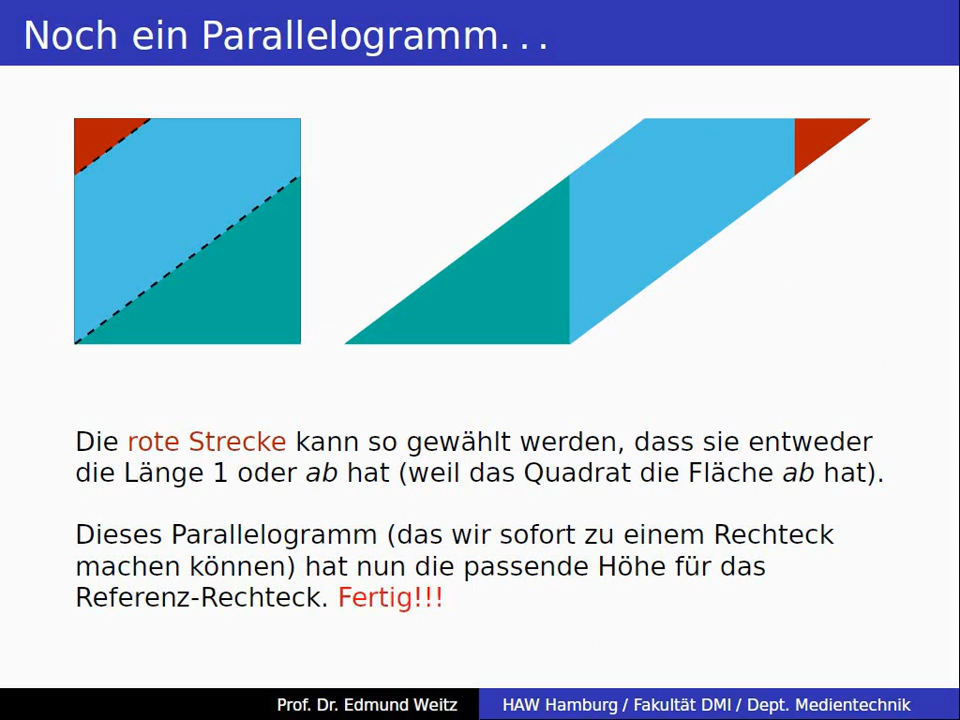 Noch ein Parallelogramm. . .
Die rote Strecke kann so gewählt werden, dass sie entweder
die Länge 1 oder ab hat (weil das Quadrat die Fläche ab hat).
Dieses Parallelogramm (das wir sofort zu einem Rechteck
machen können) hat nun die passende Höhe für das
Referenz-Rechteck. Fertig!!!
Prof. Dr. Edmund Weitz
HAW Hamburg / Fakultät DMI / Dept. Medientechnik